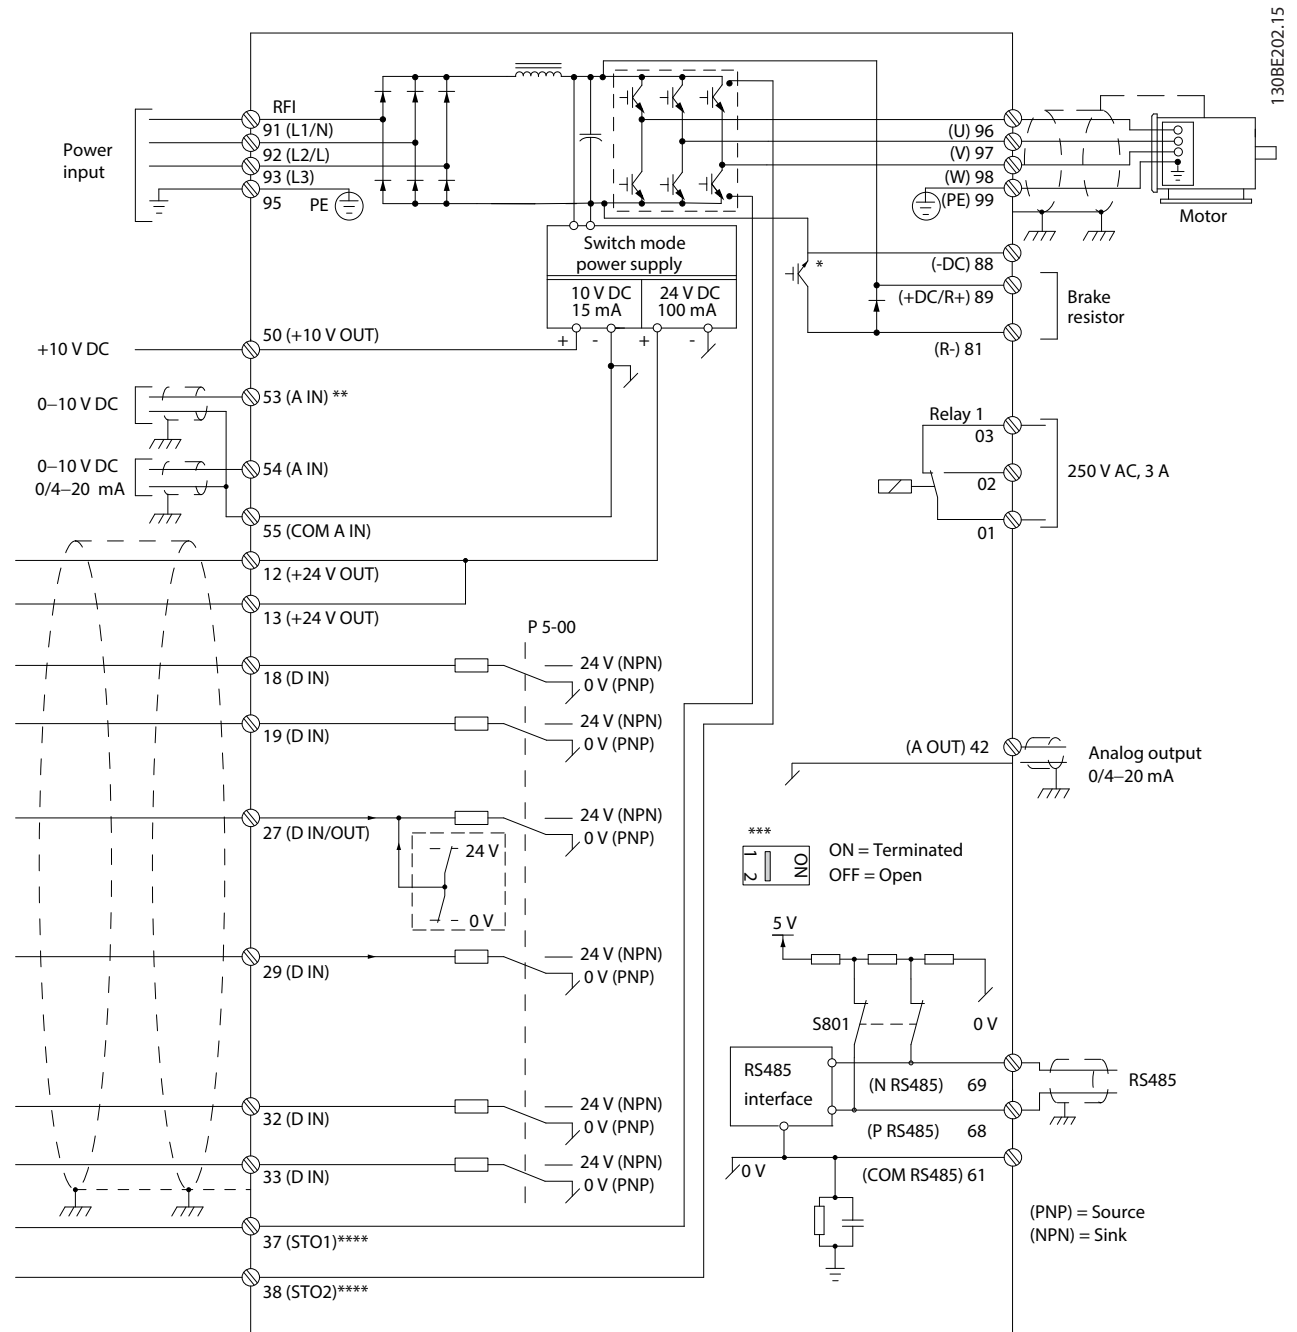 130BE202.15
RFI
91 (L1/N)
92 (L2/L)
93 (L3)
95
PE
Power
input
(U) 96
(V) 97
(W) 98
(PE) 99
Motor
Switch mode
power supply
10 V DC
15 mA
24 V DC
100 mA
+ - + -
*
(-DC) 88
(+DC/R+) 89
(R-) 81
Brake
resistor
+10 V DC
50 (+10 V OUT)
0–10 V DC
53 (A IN) **
0–10 V DC
0/4–20 mA
54 (A IN)
55 (COM A IN)
Relay 1
03
02
01
250 V AC, 3 A
12 (+24 V OUT)
13 (+24 V OUT)
P 5-00
18 (D IN)
24 V (NPN)
0 V (PNP)
19 (D IN)
24 V (NPN)
0 V (PNP)
27 (D IN/OUT)
24 V (NPN)
0 V (PNP)
24 V
0 V
29 (D IN)
24 V (NPN)
0 V (PNP)
32 (D IN)
24 V (NPN)
0 V (PNP)
33 (D IN)
24 V (NPN)
0 V (PNP)
37 (STO1)****
38 (STO2)****
(A OUT) 42
Analog output
0/4–20 mA
***
1 2
ON
ON = Terminated
OFF = Open
5 V
S801
0 V
RS485
interface
(N RS485) 69
(P RS485) 68
RS485
0 V
(COM RS485) 61
(PNP) = Source
(NPN) = Sink